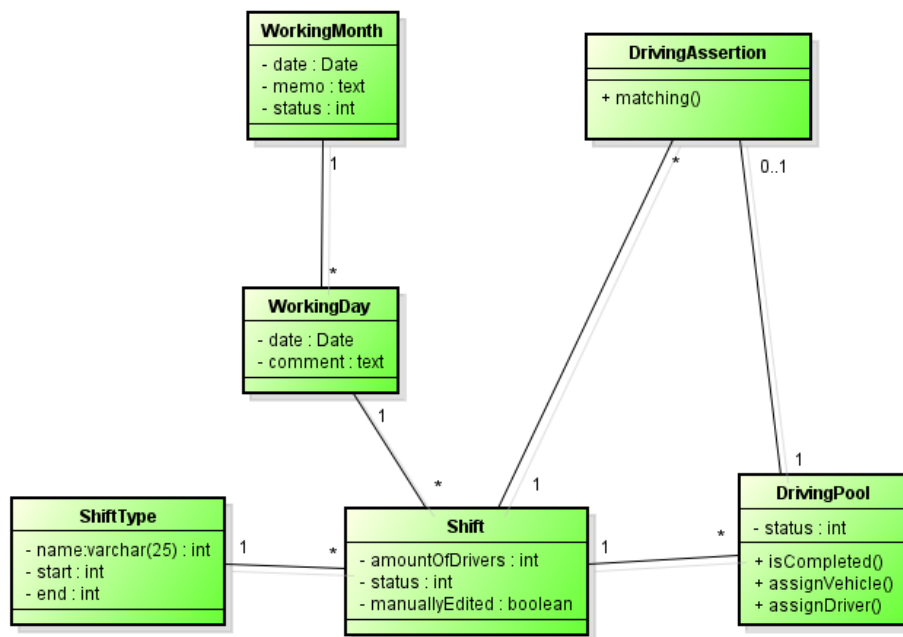 WorkingMonth
- date : Date
- memo : text
- status : int
DrivingAssertion
+ matching()
1
*
0..1
*
WorkingDay
- date : Date
- comment : text
1
*
1
1
ShiftType
- name:varchar(25) : int
- start : int
- end : int
1
*
Shift
- amountOfDrivers : int
- status : int
- manuallyEdited : boolean
1
*
DrivingPool
- status : int
+ isCompleted()
+ assignVehicle()
+ assignDriver()